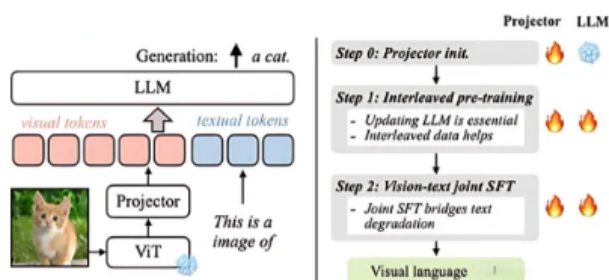 Generation: a cat.
LLM
visual tokens textual tokens
Projector
This is a
image of
ViT
Projector LLM
Step 0: Projector init.
Step 1: Interleaved pre-training
- Updating LLM is essential
- Interleaved data helps
Step 2: Vision-text joint SFT
- Joint SFT bridges text
degradation
Visual language